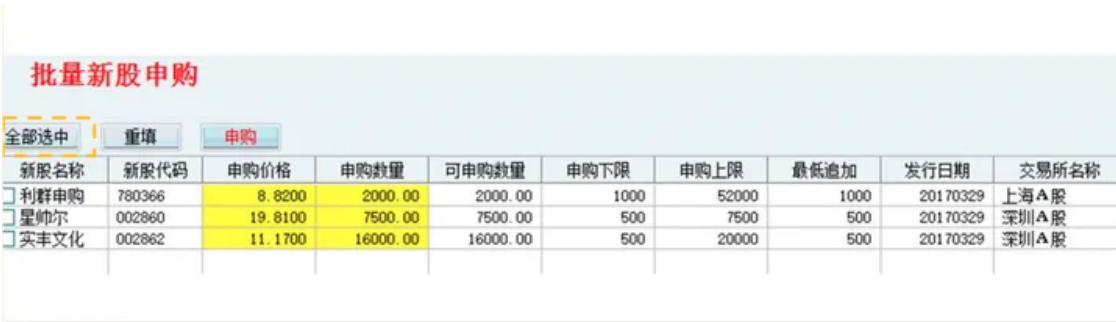 批量新股申购
全部选中 重填 申购
新股名称 新股代码 申购价格 申购数量 可申购数量 申购下限 申购上限 最低追加 发行日期 交易所名称
利群申购 780366 8.8200 2000.00 2000.00 1000 52000 1000 20170329 上海A股
星帅尔 002860 19.8100 7500.00 7500.00 500 7500 500 20170329 深圳A股
实丰文化 002862 11.1700 16000.00 16000.00 500 20000 500 20170329 深圳A股